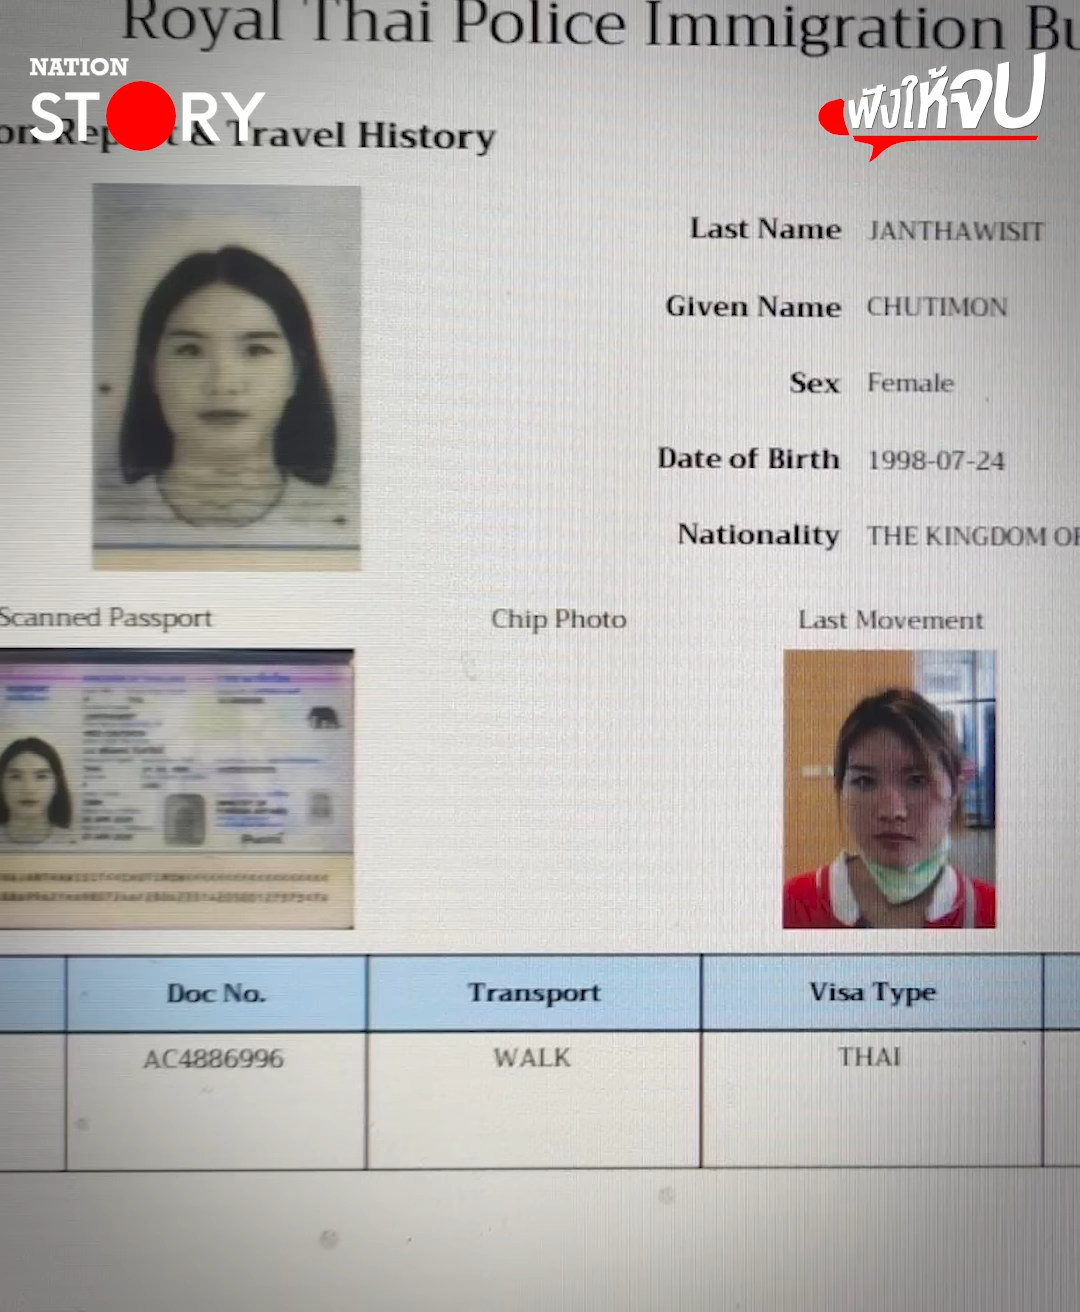 Royal Thai Police Immigration Bu
NATION
STORY
ฟังให้จบ
on Rep t & Travel History
Last Name JANTHAWISIT
Given Name CHUTIMON
Sex Female
Date of Birth 1998-07-24
Nationality THE KINGDOM OF
Scanned Passport
Chip Photo
Last Movement
Doc No. Transport Visa Type
AC4886996 WALK THAI